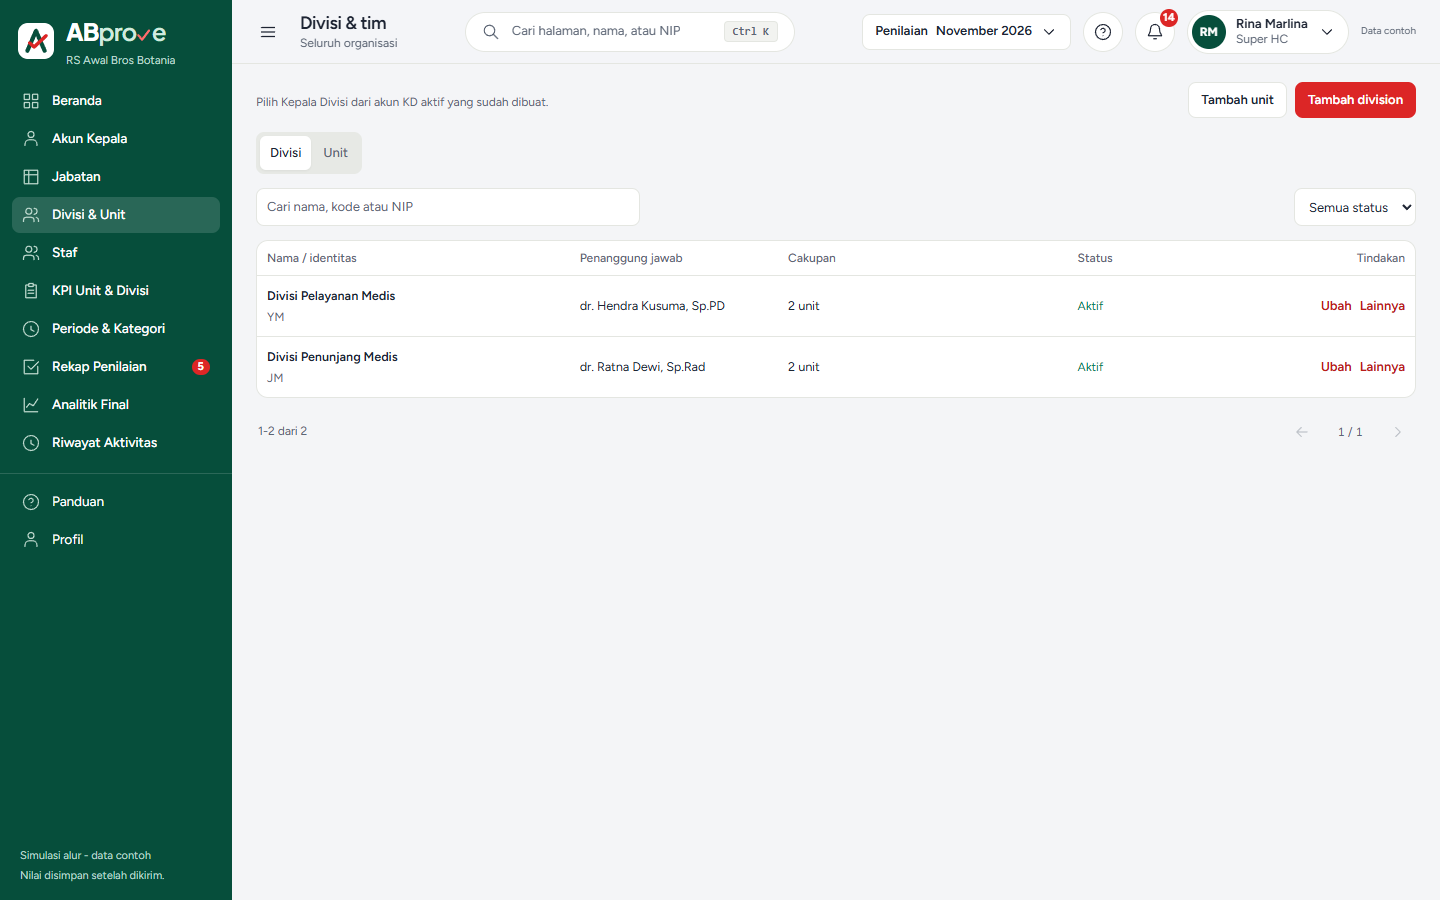 ABprove
RS Awal Bros Botania
Beranda
Akun Kepala
Jabatan
Divisi & Unit
Staf
KPI Unit & Divisi
Periode & Kategori
Rekap Penilaian 5
Analitik Final
Riwayat Aktivitas
Panduan
Profil
Simulasi alur - data contoh
Nilai disimpan setelah dikirim.
Divisi & tim
Seluruh organisasi
Cari halaman, nama, atau NIP Ctrl K
Penilaian November 2026
14
RM
Rina Marlina
Super HC
Data contoh
Pilih Kepala Divisi dari akun KD aktif yang sudah dibuat.
Tambah unit
Tambah division
Divisi Unit
Cari nama, kode atau NIP
Semua status
Nama / identitas Penanggung jawab Cakupan Status Tindakan
Divisi Pelayanan Medis
YM
dr. Hendra Kusuma, Sp.PD 2 unit Aktif Ubah Lainnya
Divisi Penunjang Medis
JM
dr. Ratna Dewi, Sp.Rad 2 unit Aktif Ubah Lainnya
1-2 dari 2
1 / 1